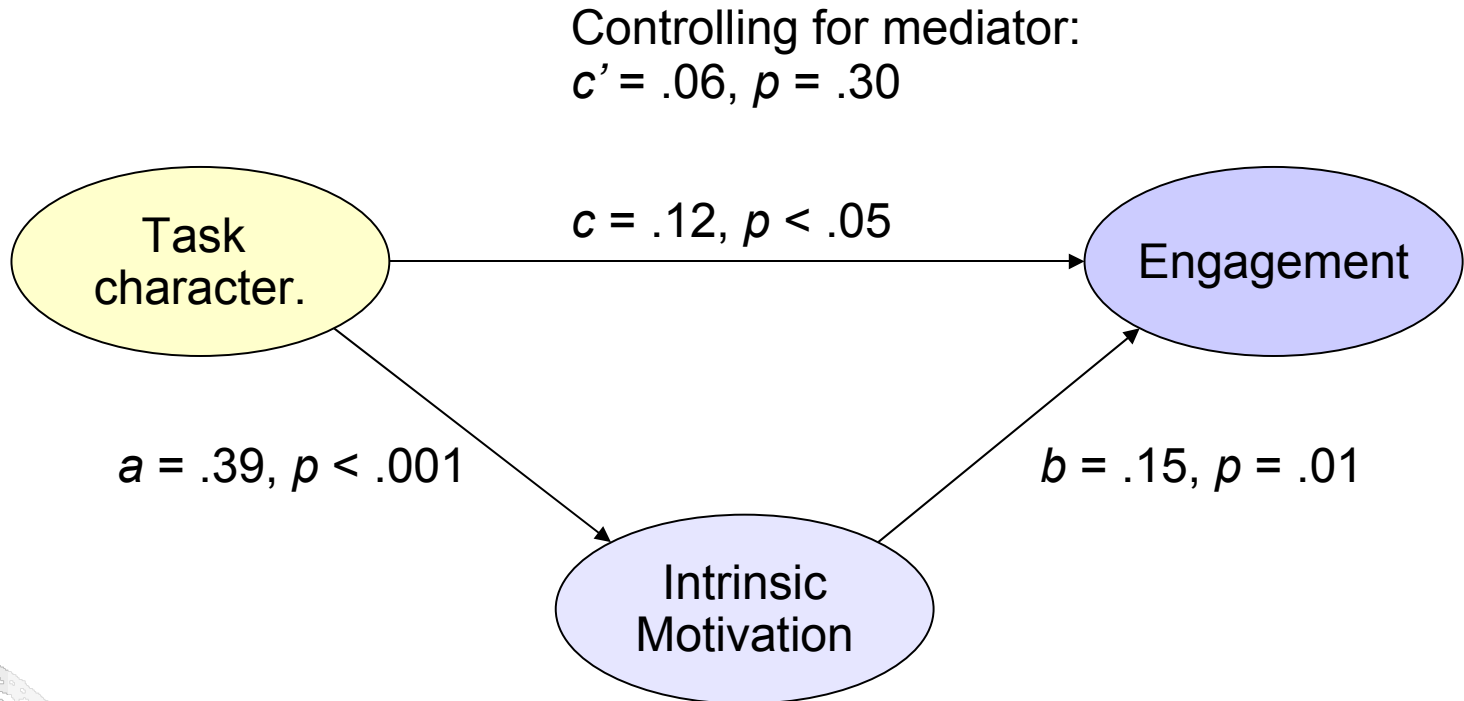 Controlling for mediator:
c’ = .06, p = .30
Task
character.
c = .12, p < .05
Engagement
a = .39, p < .001
b = .15, p = .01
Intrinsic
Motivation